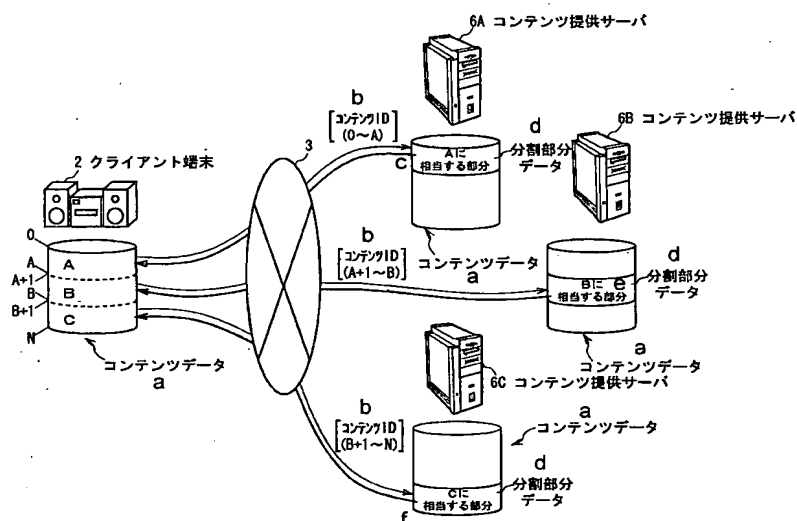 6A コンテンツ提供サーバ
b
[コンテンツID
(0～A)]
3
d
6B コンテンツ提供サーバ
2 クライアント端末
C
Aに
相当する部分
分割部分
データ
0
A
A+1
B
B+1
N
A
B
C
コンテンツデータ
a
コンテンツデータ
a
b
[コンテンツID
(A+1～B)]
d
Bに
相当する部分
e
分割部分
データ
コンテンツデータ
a
6C コンテンツ提供サーバ
b
[コンテンツID
(B+1～N)]
a
コンテンツデータ
d
Cに
相当する部分
分割部分
データ
f